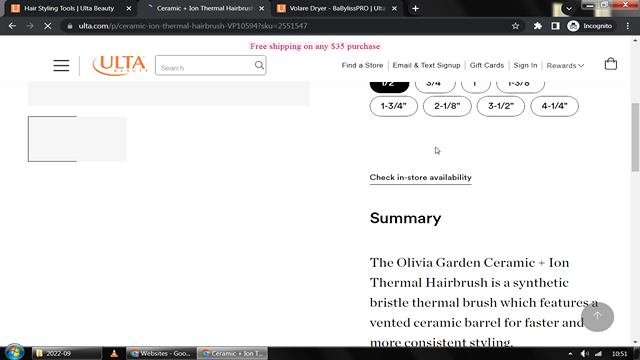 Hair Styling Tools | Ulta Beauty
Ceramic + Ion Thermal Hairbrush
Volare Dryer - BaBylissPRO | Ulta
ulta.com/p/ceramic-ion-thermal-hairbrush-VP10594?sku=2551547
Incognito
Free shipping on any $35 purchase
ULTA
BEAUTY
Search
Find a Store
Email & Text Signup
Gift Cards
Sign In
Rewards
1/2"
3/4"
1"
1-3/8"
1-3/4"
2-1/8"
3-1/2"
4-1/4"
Check in-store availability
Summary
The Olivia Garden Ceramic + Ion
Thermal Hairbrush is a synthetic
bristle thermal brush which features a
vented ceramic barrel for faster and
more consistent styling.
2022-09
Websites - Goo...
Ceramic + Ion T...
10:51